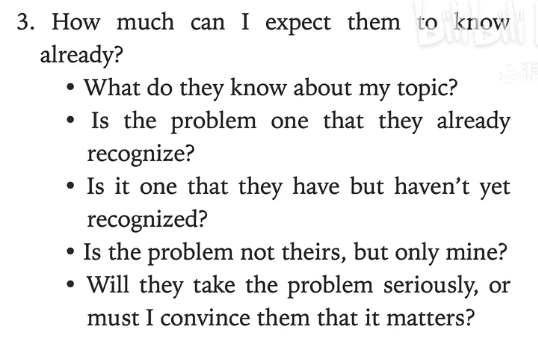 3. How much can I expect them to know
already?
• What do they know about my topic?
• Is the problem one that they already
recognize?
• Is it one that they have but haven’t yet
recognized?
• Is the problem not theirs, but only mine?
• Will they take the problem seriously, or
must I convince them that it matters?
bilibili